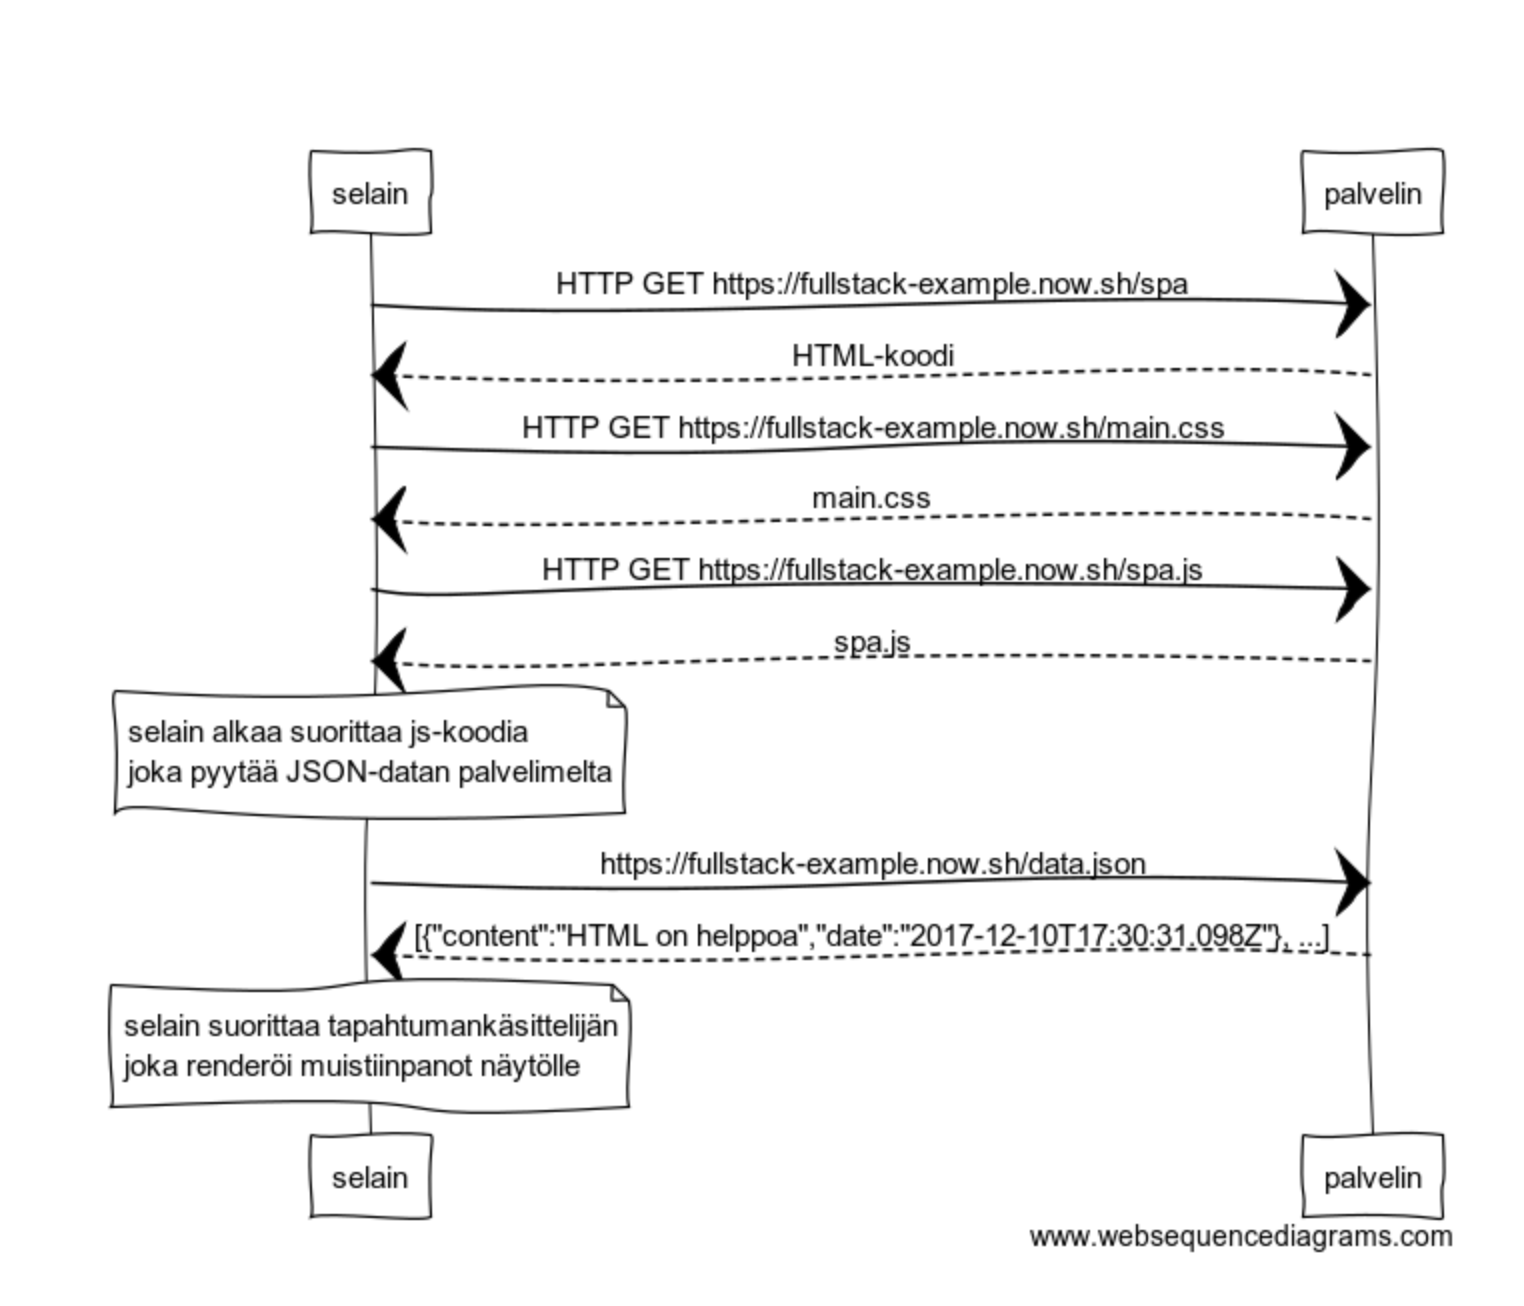 selain
palvelin
HTTP GET https://fullstack-example.now.sh/spa
HTML-koodi
HTTP GET https://fullstack-example.now.sh/main.css
main.css
HTTP GET https://fullstack-example.now.sh/spa.js
spa.js
selain alkaa suorittaa js-koodia
joka pyytää JSON-datan palvelimelta
https://fullstack-example.now.sh/data.json
[{"content":"HTML on helppoa","date":"2017-12-10T17:30:31.098Z"}, ...]
selain suorittaa tapahtumankäsittelijän
joka renderöi muistiinpanot näytölle
selain
palvelin
www.websequencediagrams.com